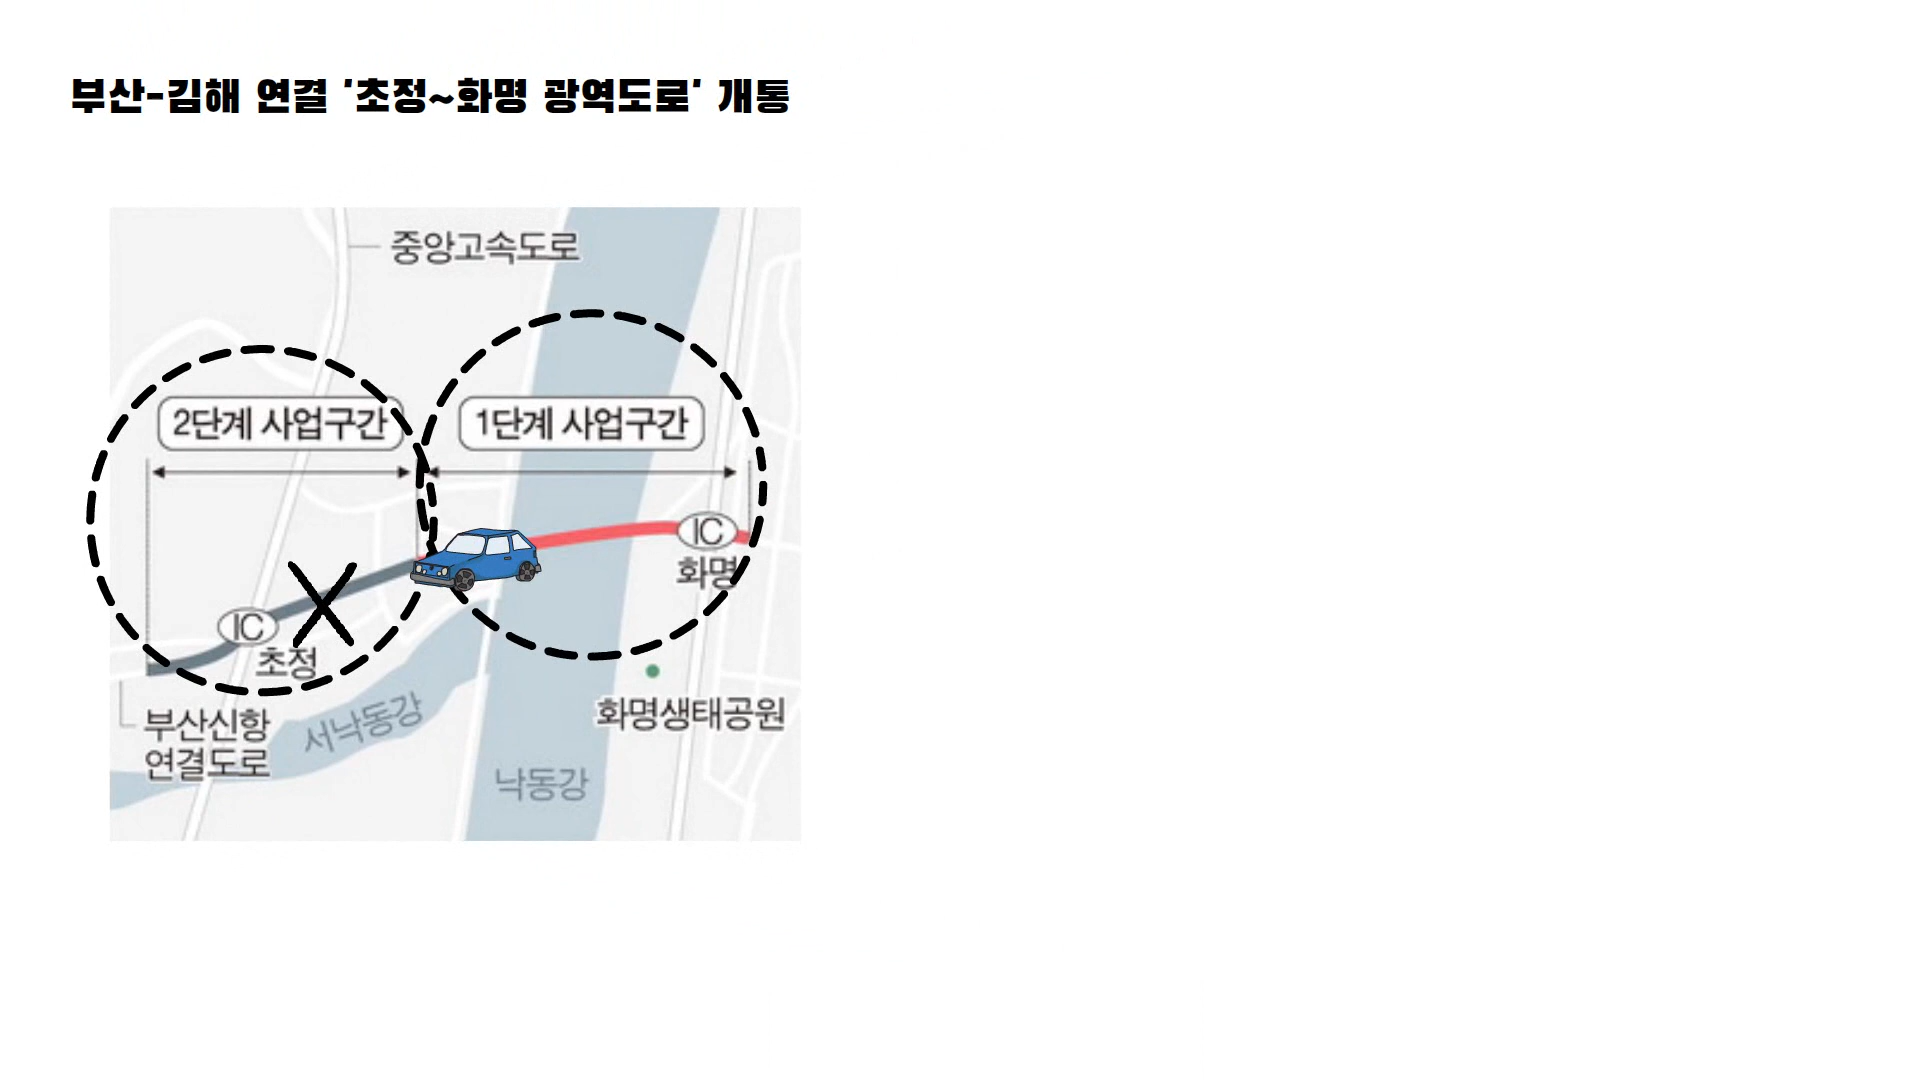 부산-김해 연결 '초정~화명 광역도로' 개통
중앙고속도로
2단계 사업구간
1단계 사업구간
IC
화명
IC
초정
화명생태공원
부산신항
연결도로
서낙동강
낙동강